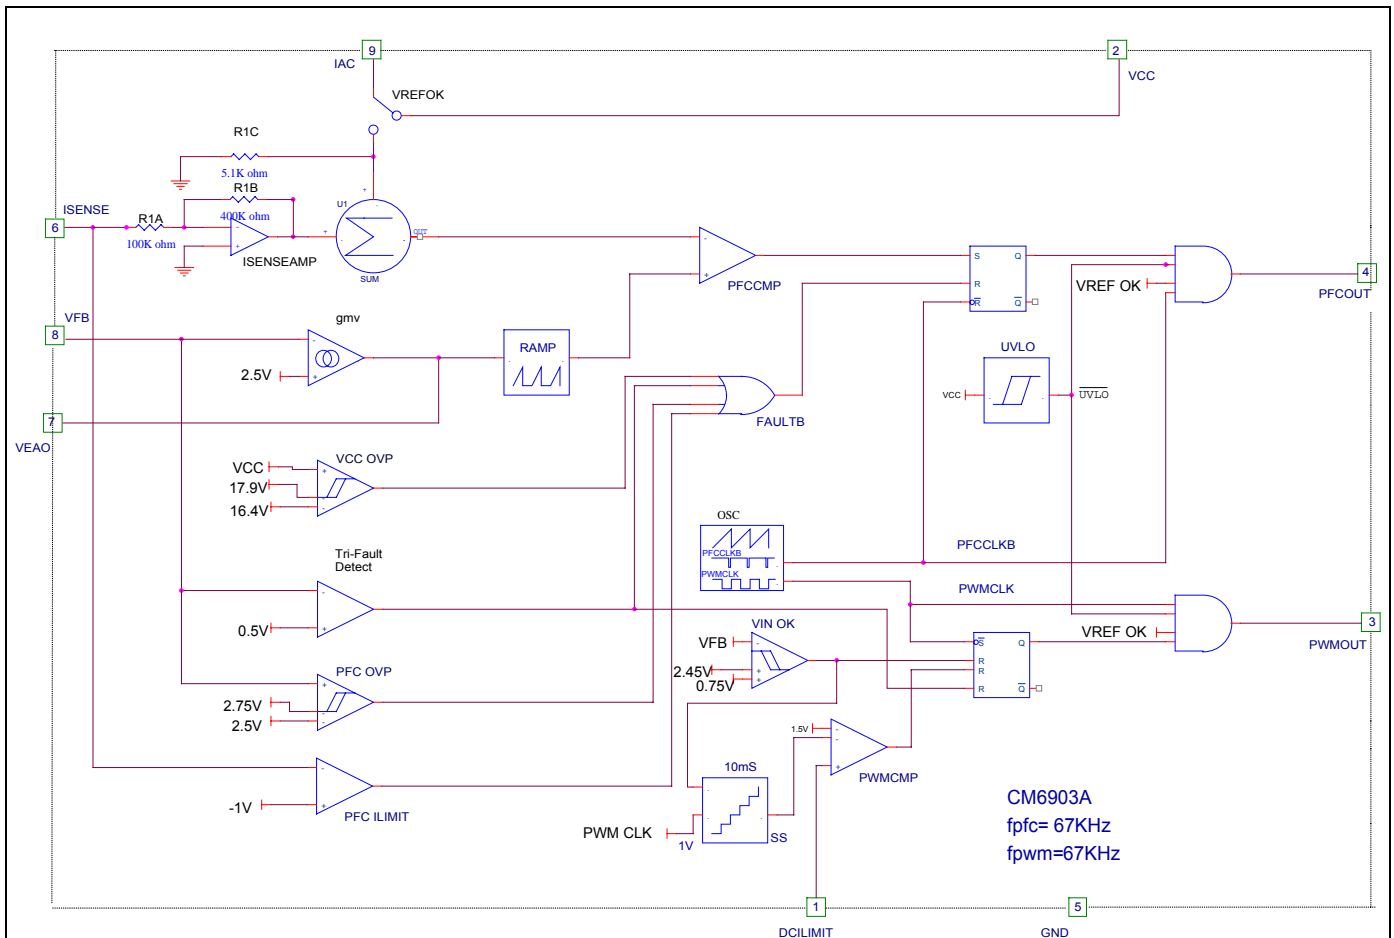 9
IAC
2
VCC
VREFOK
R1C
5.1K ohm
R1B
400K ohm
6
ISENSE
R1A
100K ohm
ISENSEAMP
U1
OUT
SUM
PFCCMP
S Q
R
R Q
VREF OK
4
PFCOUT
8
VFB
gmv
2.5V
RAMP
UVLO
VCC
UVLO
7
VEAO
FAULTB
VCC OVP
VCC
17.9V
16.4V
OSC
PFCCLKB
PWMCLK
PFCCLKB
PWMCLK
Tri-Fault
Detect
0.5V
VIN OK
VFB
2.45V
0.75V
S Q
R
R
R Q
VREF OK
3
PWMOUT
PFC OVP
2.75V
2.5V
1.5V
PWMCMP
10mS
PFC ILIMIT
-1V
PWM CLK
1V
SS
CM6903A
fpfc= 67KHz
fpwm=67KHz
1
DCILIMIT
5
GND